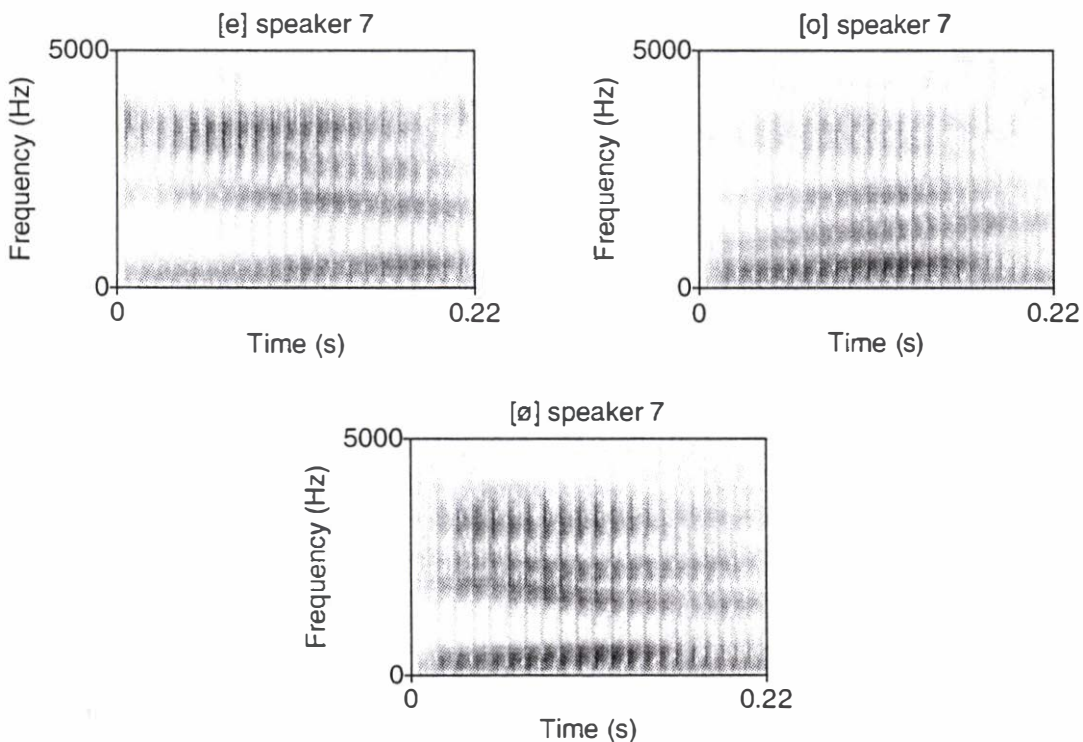 [e] speaker 7
5000
Frequency (Hz)
0
0
0.22
Time (s)
[o] speaker 7
5000
Frequency (Hz)
0
0
0.22
Time (s)
[ø] speaker 7
5000
Frequency (Hz)
0
0
0.22
Time (s)